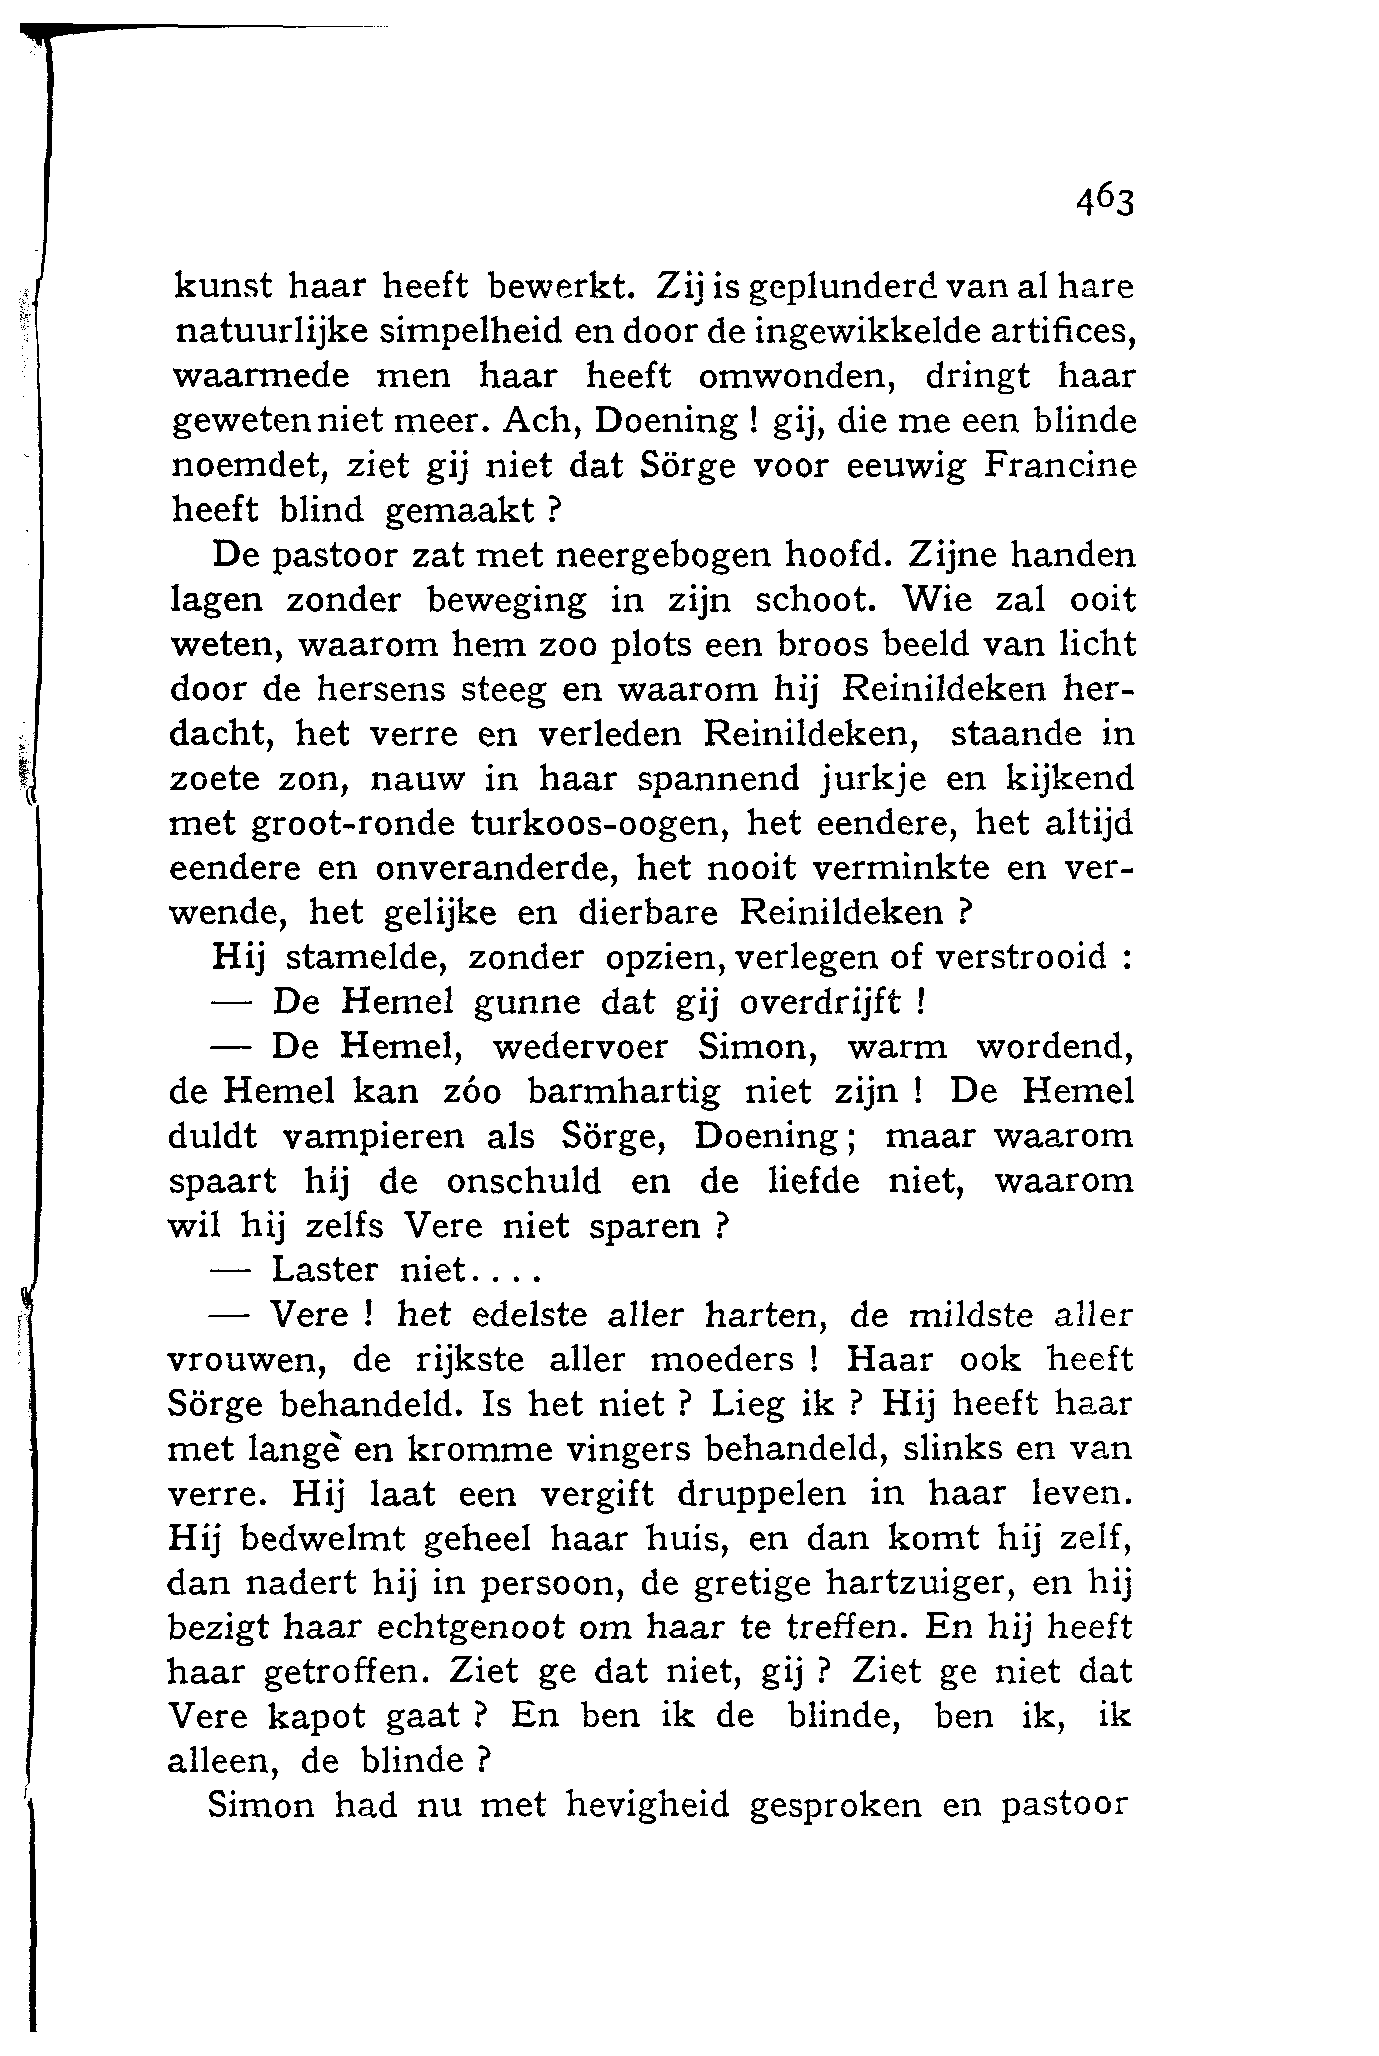 463
kunst haar heeft bewerkt. Zij is geplunderd van al hare
natuurlijke simpelheid en door de ingewikkelde artifices,
waarmede men haar heeft omwonden, dringt haar
geweten niet meer. Ach, Doening ! gij, die me een blinde
noemdet, ziet gij niet dat Sörge voor eeuwig Francine
heeft blind gemaakt ?
De pastoor zat met neergebogen hoofd. Zijne handen
lagen zonder beweging in zijn schoot. Wie zal ooit
weten, waarom hem zoo plots een broos beeld van licht
door de hersens steeg en waarom hij Reinildeken her-
dacht, het verre en verleden Reinildeken, staande in
zoete zon, nauw in haar spannend jurkje en kijkend
met groot-ronde turkoos-oogen, het eendere, het altijd
eendere en onveranderde, het nooit verminkte en ver-
wende, het gelijke en dierbare Reinildeken ?
Hij stamelde, zonder opzien, verlegen of verstrooid :
— De Hemel gunne dat gij overdrijft !
— De Hemel, wedervoer Simon, warm wordend,
de Hemel kan zóo barmhartig niet zijn ! De Hemel
duldt vampieren als Sörge, Doening ; maar waarom
spaart hij de onschuld en de liefde niet, waarom
wil hij zelfs Vere niet sparen ?
— Laster niet. . . .
— Vere ! het edelste aller harten, de mildste aller
vrouwen, de rijkste aller moeders ! Haar ook heeft
Sörge behandeld. Is het niet ? Lieg ik ? Hij heeft haar
met langè en kromme vingers behandeld, slinks en van
verre. Hij laat een vergift druppelen in haar leven.
Hij bedwelmt geheel haar huis, en dan komt hij zelf,
dan nadert hij in persoon, de gretige hartzuiger, en hij
bezigt haar echtgenoot om haar te treffen. En hij heeft
haar getroffen. Ziet ge dat niet, gij ? Ziet ge niet dat
Vere kapot gaat ? En ben ik de blinde, ben ik, ik
alleen, de blinde ?
Simon had nu met hevigheid gesproken en pastoor